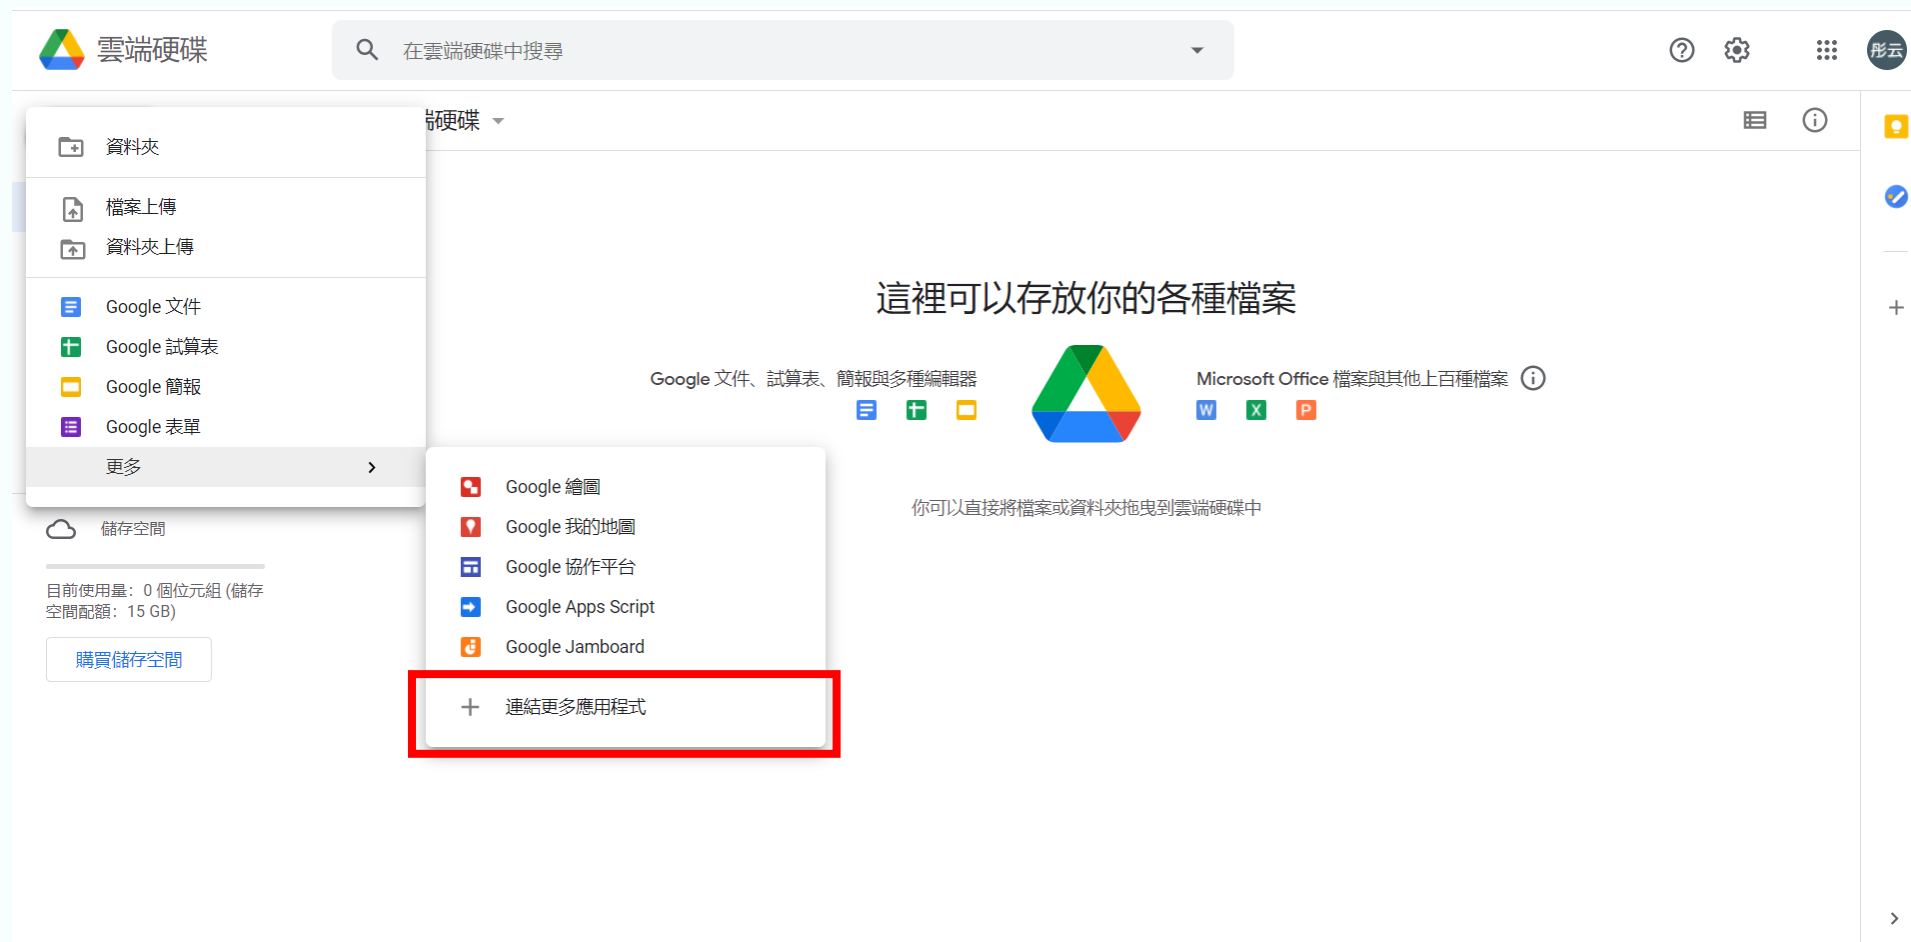 雲端硬碟
在雲端硬碟中搜尋
彤云
端硬碟
資料夾
檔案上傳
資料夾上傳
Google 文件
Google 試算表
Google 簡報
Google 表單
更多
Google 繪圖
Google 我的地圖
Google 協作平台
Google Apps Script
Google Jamboard
連結更多應用程式
儲存空間
目前使用量：0 個位元組 (儲存
空間配額：15 GB)
購買儲存空間
這裡可以存放你的各種檔案
Google 文件、試算表、簡報與多種編輯器
Microsoft Office 檔案與其他上百種檔案
W X P
你可以直接將檔案或資料夾拖曳到雲端硬碟中